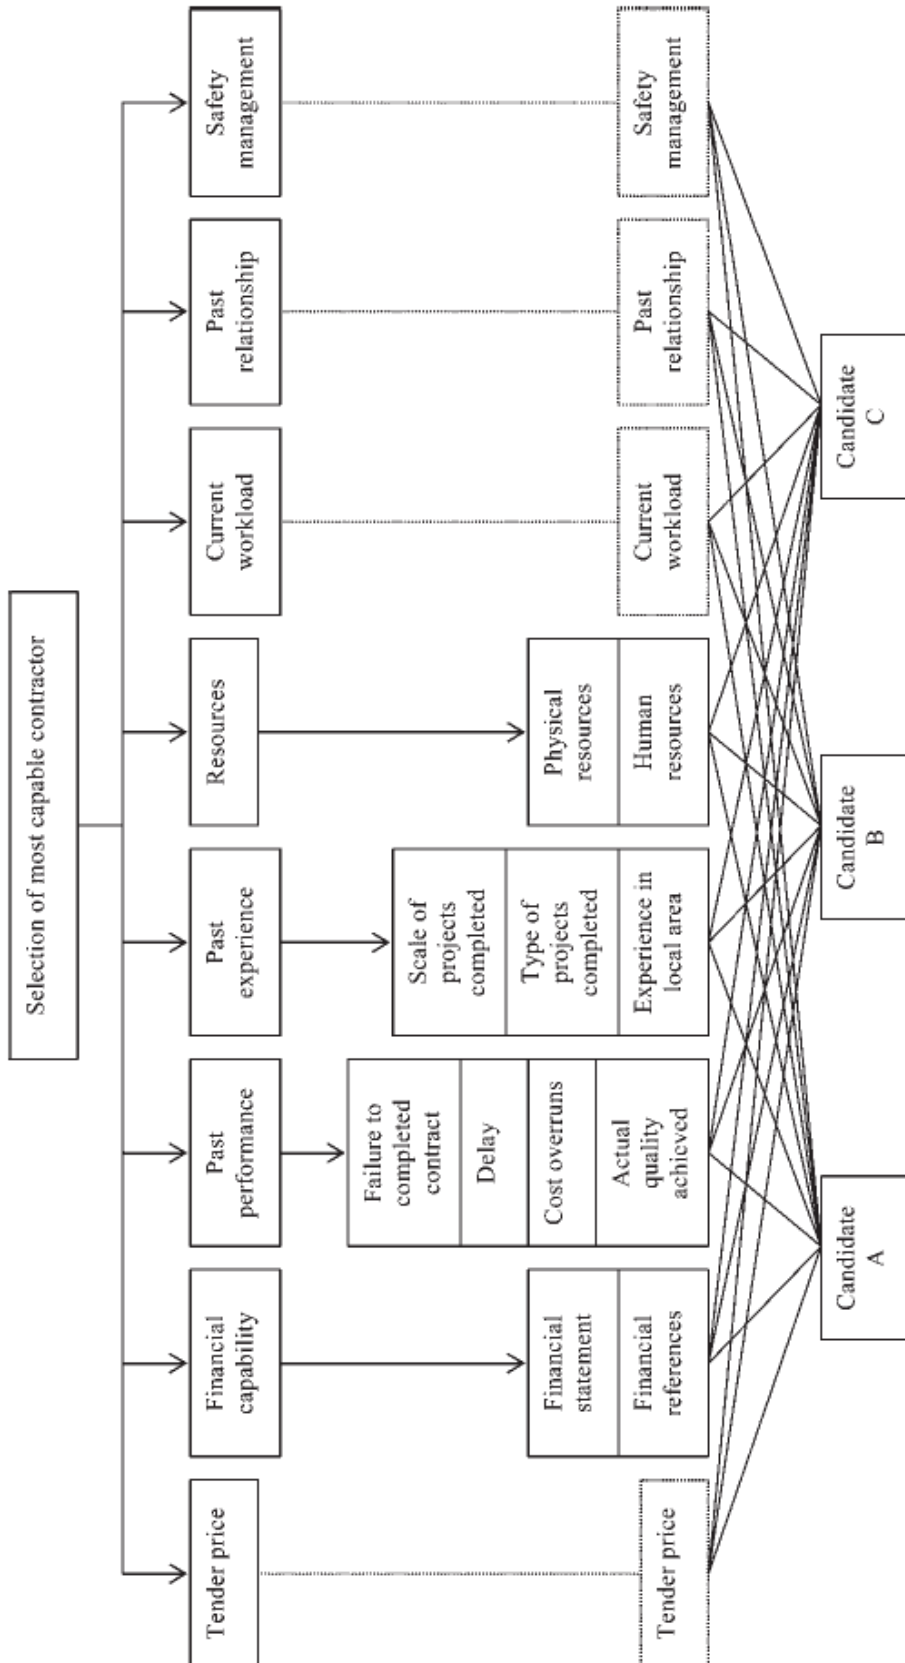 Selection of most capable contractor
Tender price
Financial
capability
Past
performance
Past
experience
Resources
Current
workload
Past
relationship
Safety
management
Failure to
completed
contract
Delay
Cost overruns
Actual
quality
achieved
Scale of
projects
completed
Type of
projects
completed
Experience in
local area
Financial
statement
Financial
references
Physical
resources
Human
resources
Tender price
Current
workload
Past
relationship
Safety
management
Candidate
A
Candidate
B
Candidate
C